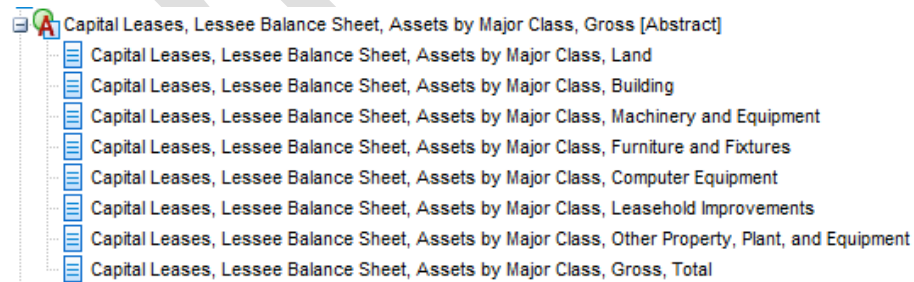 Capital Leases, Lessee Balance Sheet, Assets by Major Class, Gross [Abstract]
Capital Leases, Lessee Balance Sheet, Assets by Major Class, Land
Capital Leases, Lessee Balance Sheet, Assets by Major Class, Building
Capital Leases, Lessee Balance Sheet, Assets by Major Class, Machinery and Equipment
Capital Leases, Lessee Balance Sheet, Assets by Major Class, Furniture and Fixtures
Capital Leases, Lessee Balance Sheet, Assets by Major Class, Computer Equipment
Capital Leases, Lessee Balance Sheet, Assets by Major Class, Leasehold Improvements
Capital Leases, Lessee Balance Sheet, Assets by Major Class, Other Property, Plant, and Equipment
Capital Leases, Lessee Balance Sheet, Assets by Major Class, Gross, Total